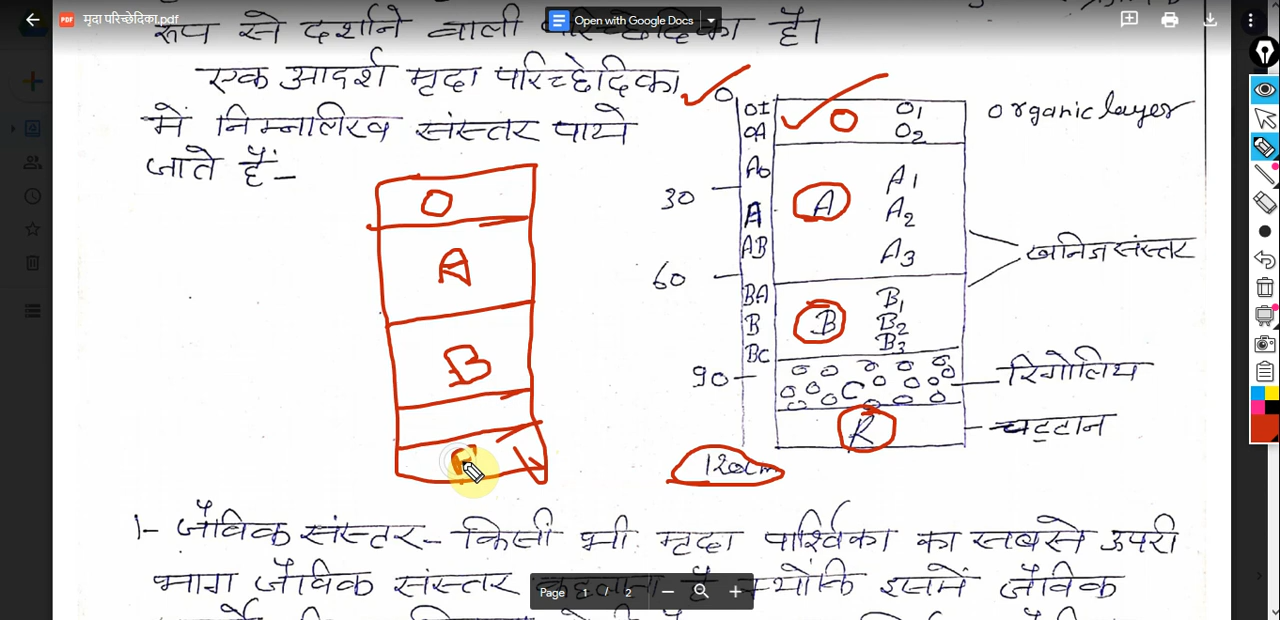 मृदा परिच्छेदिका.pdf
Open with Google Docs
रूप से दर्शाने वाली परिच्छेदिका है।
एक आदर्श मृदा परिच्छेदिका
में निम्नालिख संस्तर पाये
जाते हैं-
O
A
B
O
OI
OA
A0
A
AB
BA
B
BC
30
60
90
120cm
O O1
O2
A A1
A2
A3
B B1
B2
B3
C
R
Organic layer
खनिज संस्तर
रिगोलिथ
चट्टान
1- जैविक संस्तर- किसी भी मृदा पार्श्विका का सबसे ऊपरी
भाग जैविक संस्तर कहलाता है क्योंकि इसमें जैविक
Page 1 / 2